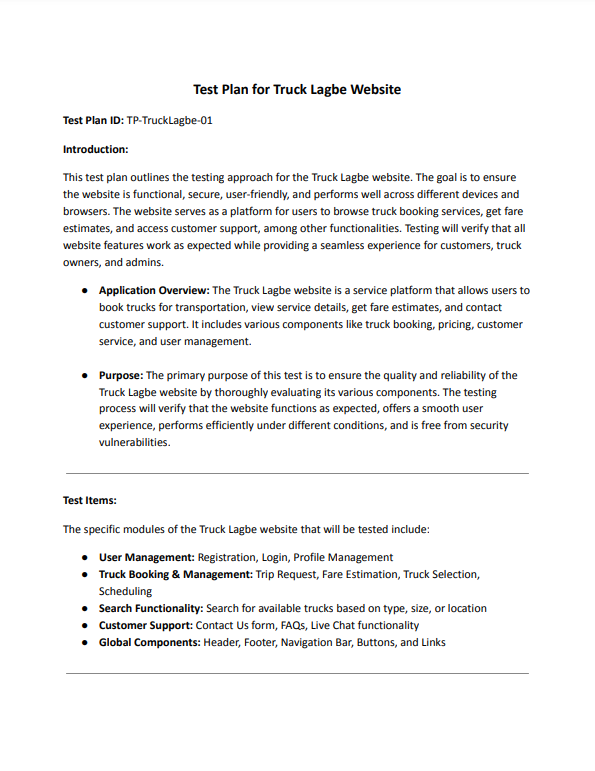 Test Plan for Truck Lagbe Website
Test Plan ID: TP-TruckLagbe-01
Introduction:
This test plan outlines the testing approach for the Truck Lagbe website. The goal is to ensure
the website is functional, secure, user-friendly, and performs well across different devices and
browsers. The website serves as a platform for users to browse truck booking services, get fare
estimates, and access customer support, among other functionalities. Testing will verify that all
website features work as expected while providing a seamless experience for customers, truck
owners, and admins.
● Application Overview: The Truck Lagbe website is a service platform that allows users to
book trucks for transportation, view service details, get fare estimates, and contact
customer support. It includes various components like truck booking, pricing, customer
service, and user management.
● Purpose: The primary purpose of this test is to ensure the quality and reliability of the
Truck Lagbe website by thoroughly evaluating its various components. The testing
process will verify that the website functions as expected, offers a smooth user
experience, performs efficiently under different conditions, and is free from security
vulnerabilities.
Test Items:
The specific modules of the Truck Lagbe website that will be tested include:
● User Management: Registration, Login, Profile Management
● Truck Booking & Management: Trip Request, Fare Estimation, Truck Selection,
Scheduling
● Search Functionality: Search for available trucks based on type, size, or location
● Customer Support: Contact Us form, FAQs, Live Chat functionality
● Global Components: Header, Footer, Navigation Bar, Buttons, and Links